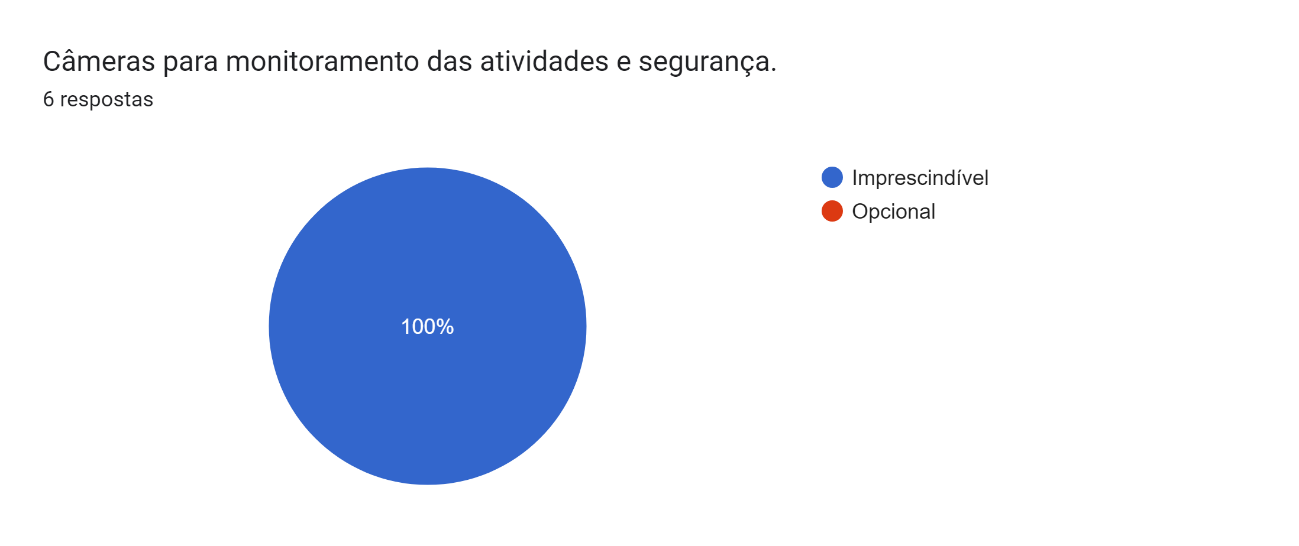 Câmeras para monitoramento das atividades e segurança.
6 respostas
Imprescindível
Opcional
100%